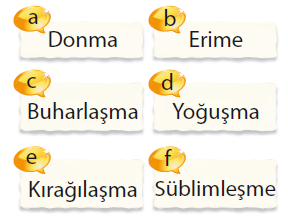 a
Donma
b
Erime
c
Buharlaşma
d
Yoğuşma
e
Kırağılaşma
f
Süblimleşme